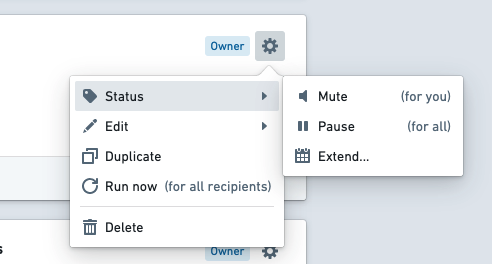 Owner
Status
Mute (for you)
Edit
Pause (for all)
Duplicate
Extend...
Run now (for all recipients)
Delete
s
Owner